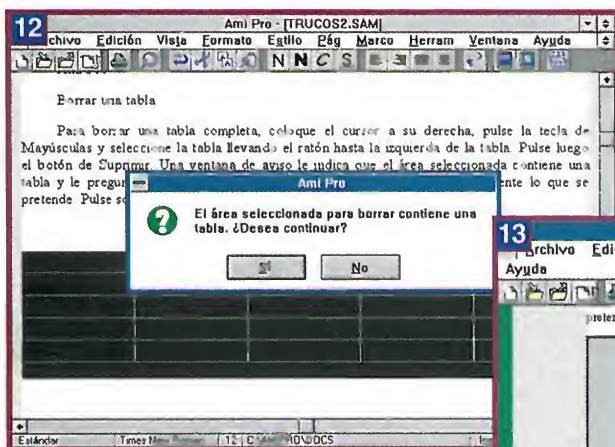 12
Ami Pro - [TRUCOS2.SAM]
chivo Edición Vista Formato Estilo Pág Marco Herram Ventana Ayuda
N N C S
Borrar una tabla
Para borrar una tabla completa, coloque el cursor a su derecha, pulse la tecla de
Mayúsculas y seleccione la tabla llevando el ratón hasta la izquierda de la tabla. Pulse luego
el botón de Suprimir. Una ventana de aviso le indica que el área seleccionada contiene una
tabla y le pregun ente lo que se
pretende. Pulse
Ami Pro
El área seleccionada para borrar contiene una
tabla. ¿Desea continuar?
Sí No
13
Archivo Edi
Ayuda
preter
Estándar Times New Roman 12 DOCS